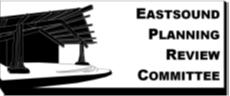 EASTSOUND
PLANNING
REVIEW
COMMITTEE